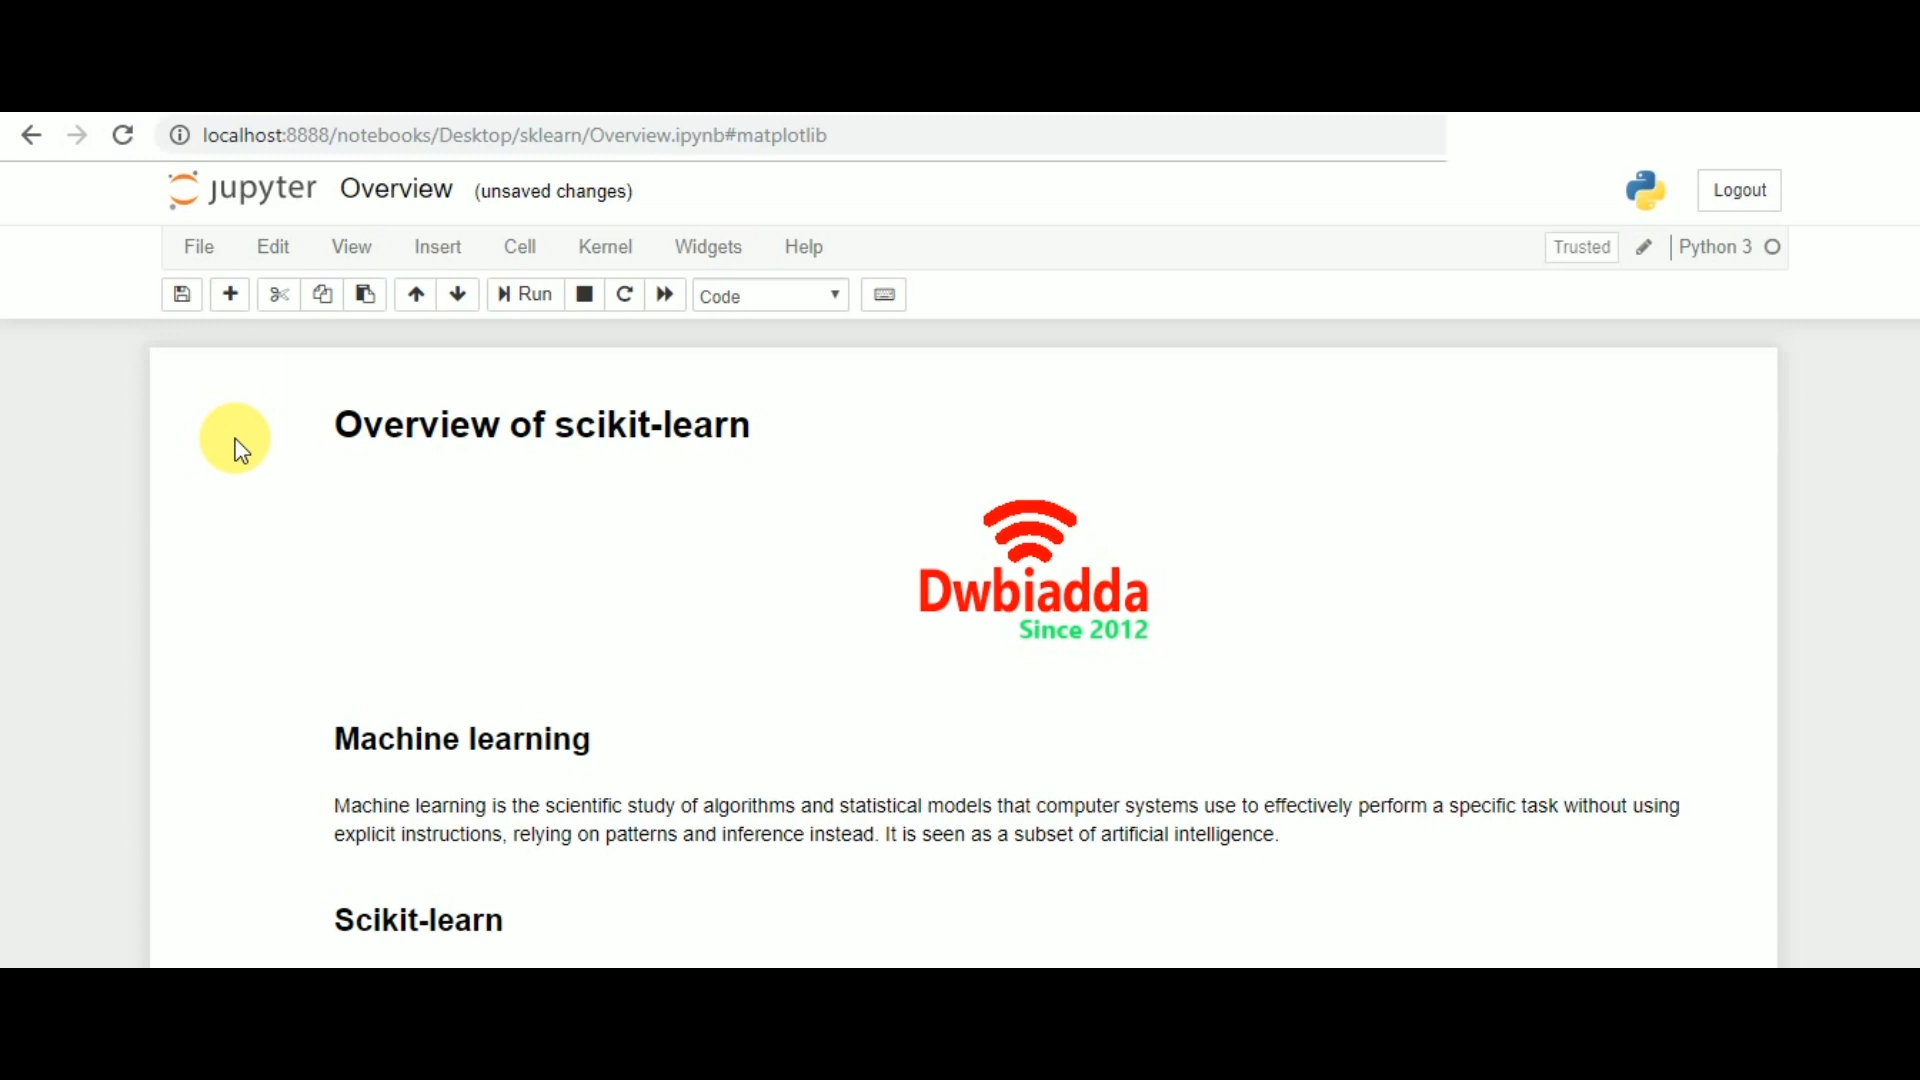 localhost:8888/notebooks/Desktop/sklearn/Overview.ipynb#matplotlib
jupyter Overview (unsaved changes) Logout
File Edit View Insert Cell Kernel Widgets Help Trusted Python 3
Run Code
Overview of scikit-learn
Dwbiadda
Since 2012
Machine learning
Machine learning is the scientific study of algorithms and statistical models that computer systems use to effectively perform a specific task without using
explicit instructions, relying on patterns and inference instead. It is seen as a subset of artificial intelligence.
Scikit-learn